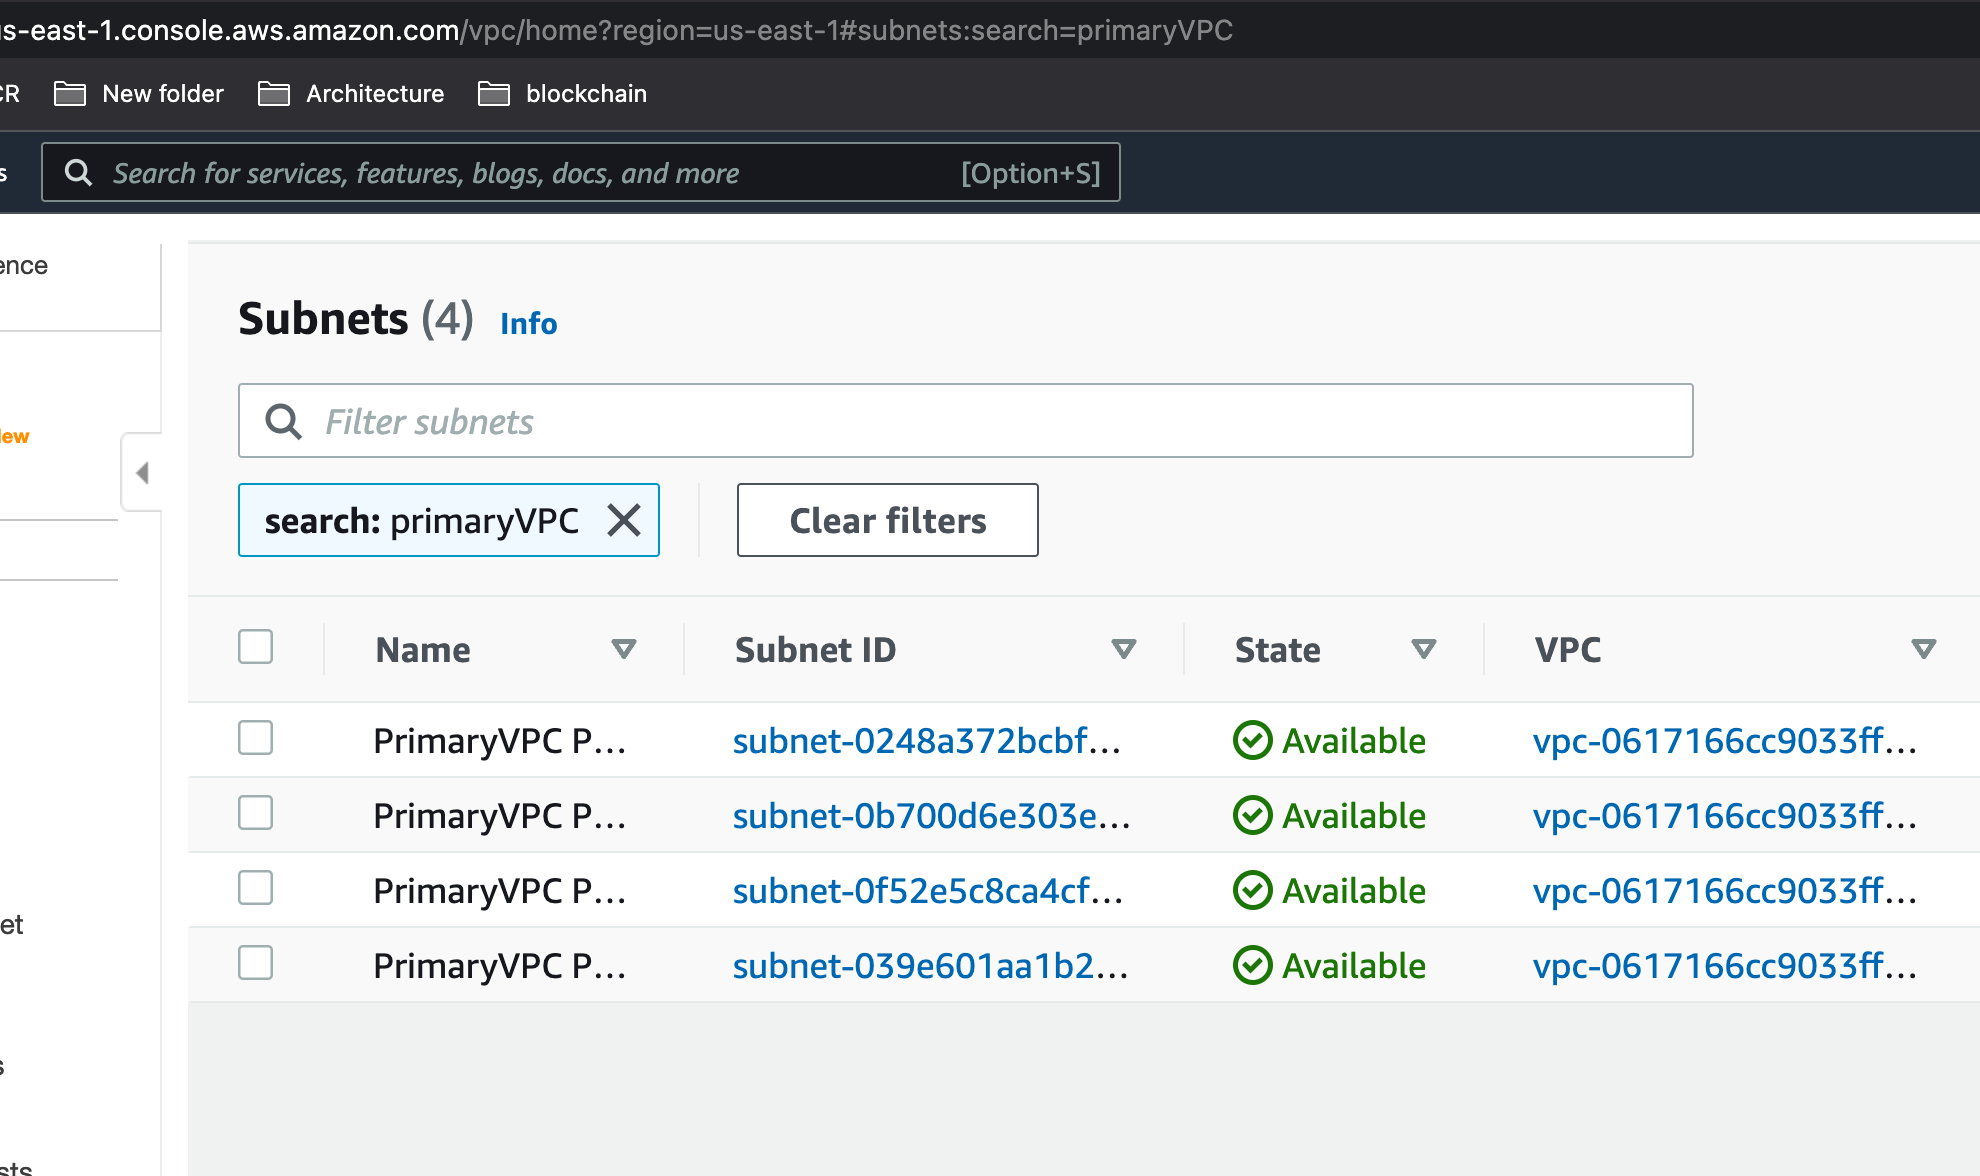 s-east-1.console.aws.amazon.com/vpc/home?region=us-east-1#subnets:search=primaryVPC
CR New folder Architecture blockchain
s Search for services, features, blogs, docs, and more [Option+S]
ence
Subnets (4) Info
Filter subnets
ew
search: primaryVPC Clear filters
Name Subnet ID State VPC
PrimaryVPC P... subnet-0248a372bcbf... Available vpc-0617166cc9033ff...
PrimaryVPC P... subnet-0b700d6e303e... Available vpc-0617166cc9033ff...
PrimaryVPC P... subnet-0f52e5c8ca4cf... Available vpc-0617166cc9033ff...
et
PrimaryVPC P... subnet-039e601aa1b2... Available vpc-0617166cc9033ff...
s
sts